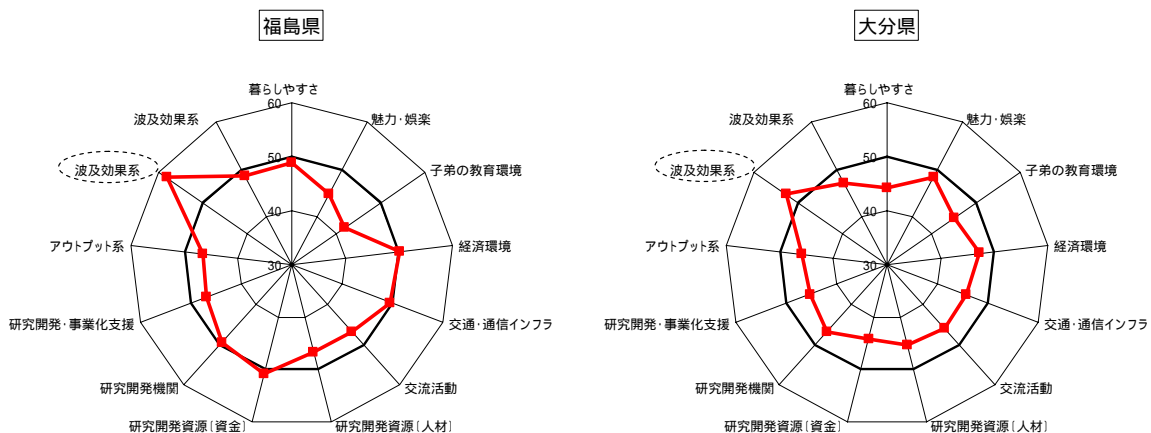 福島県
暮らしやすさ
60
波及効果系
魅力・娯楽
波及効果系
子弟の教育環境
50
40
アウトプット系
経済環境
30
研究開発・事業化支援
交通・通信インフラ
研究開発機関
交流活動
研究開発資源[資金]
研究開発資源[人材]
大分県
暮らしやすさ
60
波及効果系
魅力・娯楽
波及効果系
子弟の教育環境
50
40
アウトプット系
経済環境
30
研究開発・事業化支援
交通・通信インフラ
研究開発機関
交流活動
研究開発資源[資金]
研究開発資源[人材]